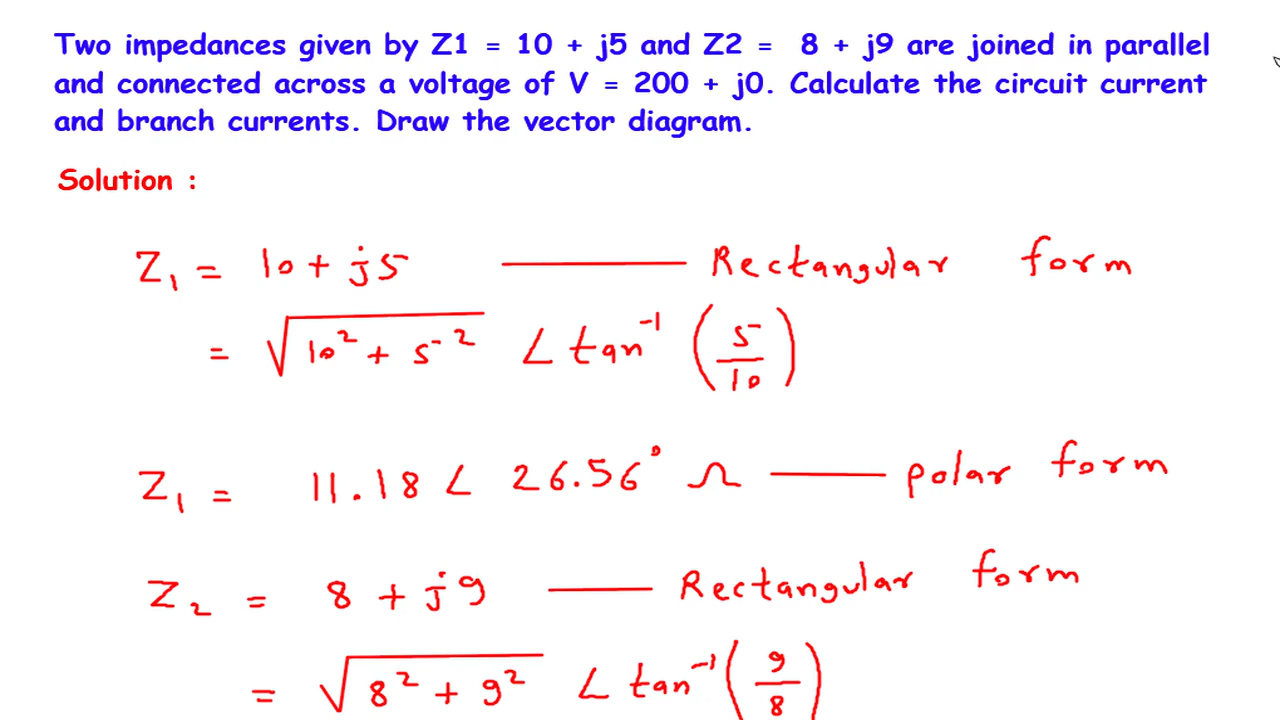 Two impedances given by Z1 = 10 + j5 and Z2 = 8 + j9 are joined in parallel
and connected across a voltage of V = 200 + j0. Calculate the circuit current
and branch currents. Draw the vector diagram.
Solution :
Z₁ = 10 + j5 ——— Rectangular form
= √(10² + 5²) ∠ tan⁻¹ (5/10)
Z₁ = 11.18 ∠ 26.56° Ω ——— polar form
Z₂ = 8 + j9 ——— Rectangular form
= √(8² + 9²) ∠ tan⁻¹ (9/8)